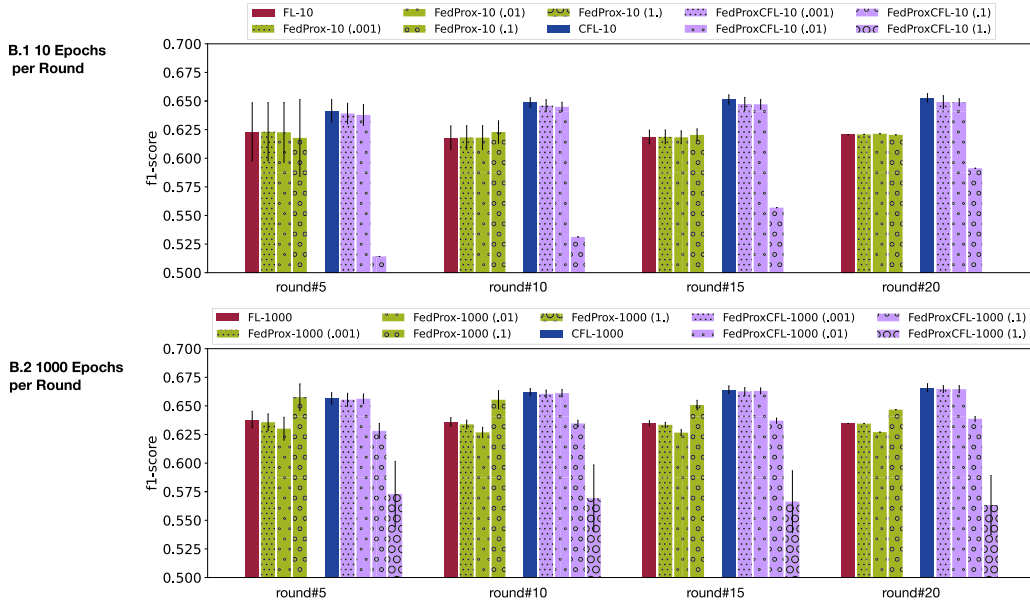 FL-10 FedProx-10 (.01) FedProx-10 (1.) FedProxCFL-10 (.001) FedProxCFL-10 (.1)
FedProx-10 (.001) FedProx-10 (.1) CFL-10 FedProxCFL-10 (.01) FedProxCFL-10 (1.)
B.1 10 Epochs
per Round
0.700
0.675
0.650
0.625
0.600
0.575
0.550
0.525
0.500
f1-score
round#5 round#10 round#15 round#20
FL-1000 FedProx-1000 (.01) FedProx-1000 (1.) FedProxCFL-1000 (.001) FedProxCFL-1000 (.1)
FedProx-1000 (.001) FedProx-1000 (.1) CFL-1000 FedProxCFL-1000 (.01) FedProxCFL-1000 (1.)
B.2 1000 Epochs
per Round
0.700
0.675
0.650
0.625
0.600
0.575
0.550
0.525
0.500
f1-score
round#5 round#10 round#15 round#20